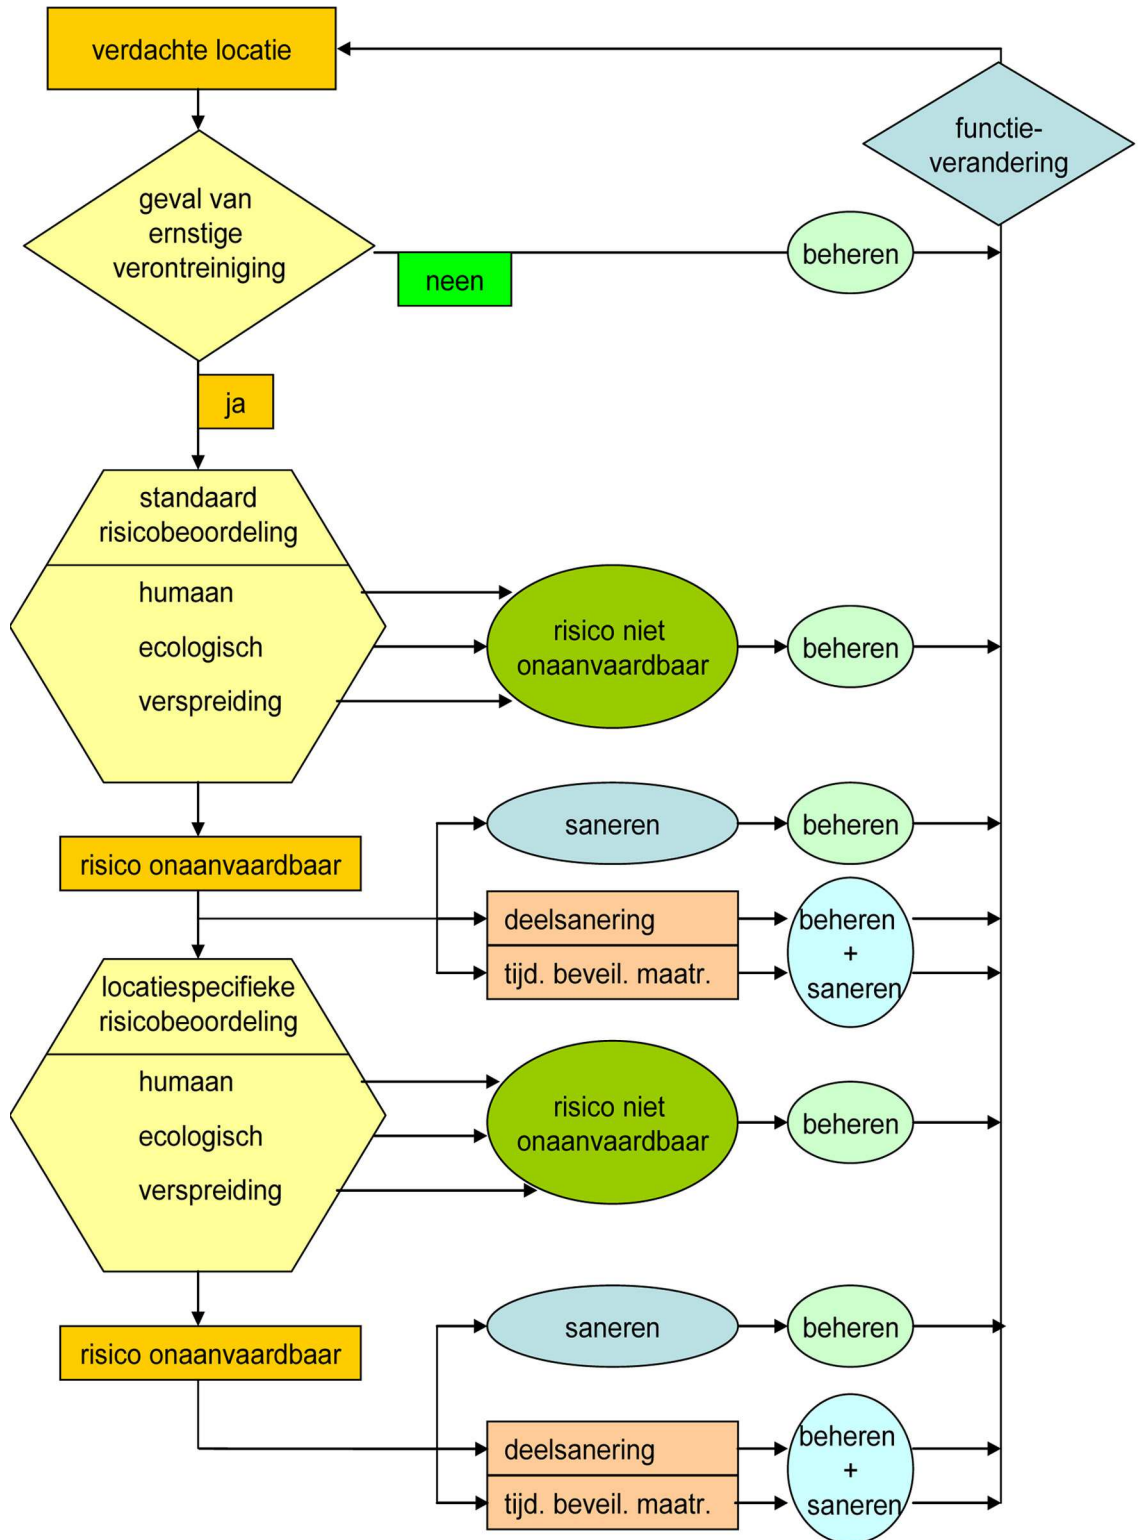 verdachte locatie
functie-
verandering
geval van
ernstige
verontreiniging
beheren
neen
ja
standaard
risicobeoordeling
humaan
ecologisch
verspreiding
risico niet
onaanvaardbaar
beheren
risico onaanvaardbaar
saneren
beheren
deelsanering
tijd. beveil. maatr.
beheren
+
saneren
locatiespecifieke
risicobeoordeling
humaan
ecologisch
verspreiding
risico niet
onaanvaardbaar
beheren
risico onaanvaardbaar
saneren
beheren
deelsanering
tijd. beveil. maatr.
beheren
+
saneren